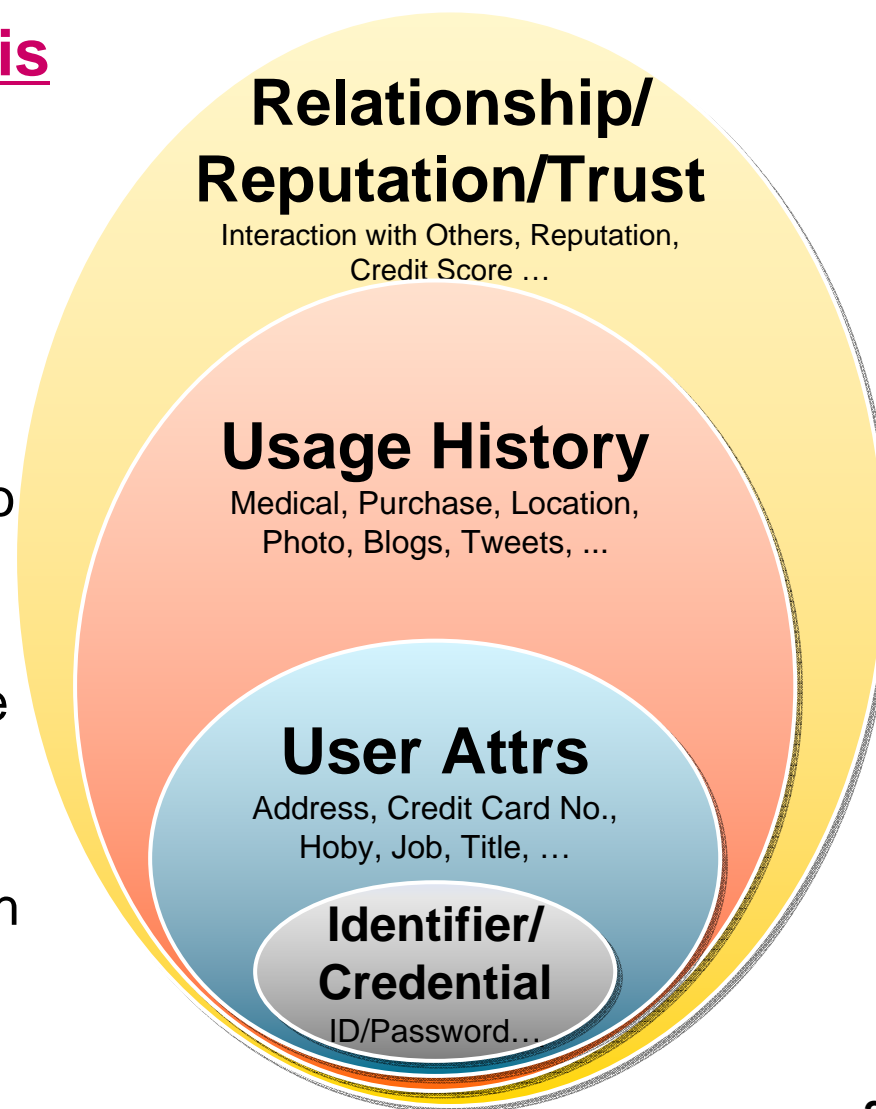 is
Relationship/
Reputation/Trust
Interaction with Others, Reputation,
Credit Score …
Usage History
Medical, Purchase, Location,
Photo, Blogs, Tweets, ...
User Attrs
Address, Credit Card No.,
Hoby, Job, Title, …
Identifier/
Credential
ID/Password…